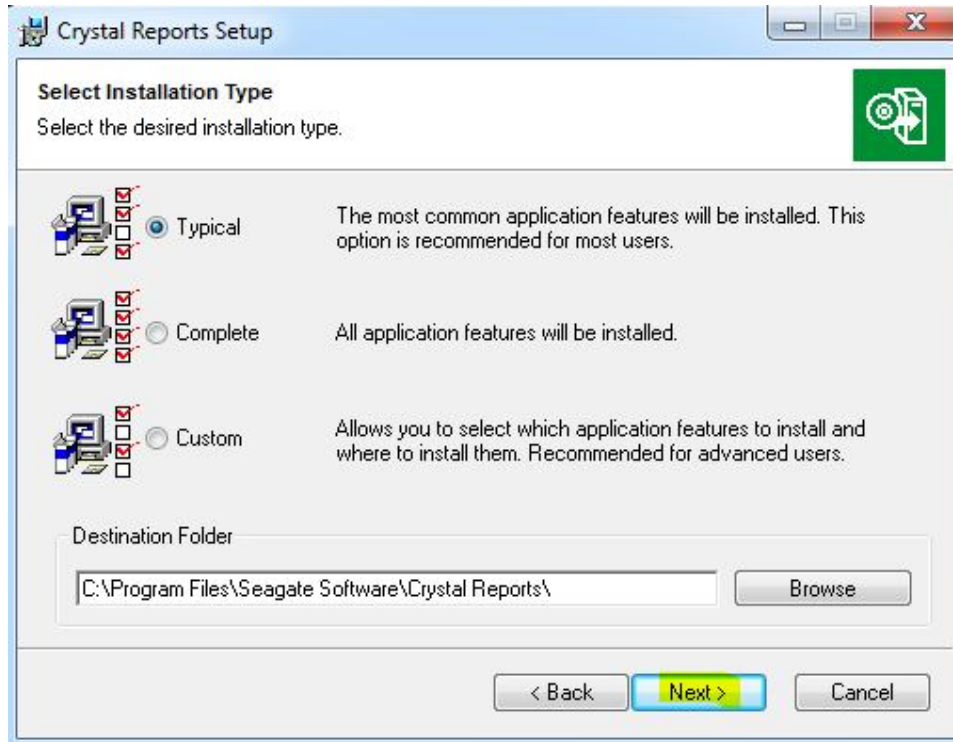 Crystal Reports Setup
Select Installation Type
Select the desired installation type.
Typical
The most common application features will be installed. This
option is recommended for most users.
Complete
All application features will be installed.
Custom
Allows you to select which application features to install and
where to install them. Recommended for advanced users.
Destination Folder
C:\Program Files\Seagate Software\Crystal Reports\
Browse
< Back
Next >
Cancel